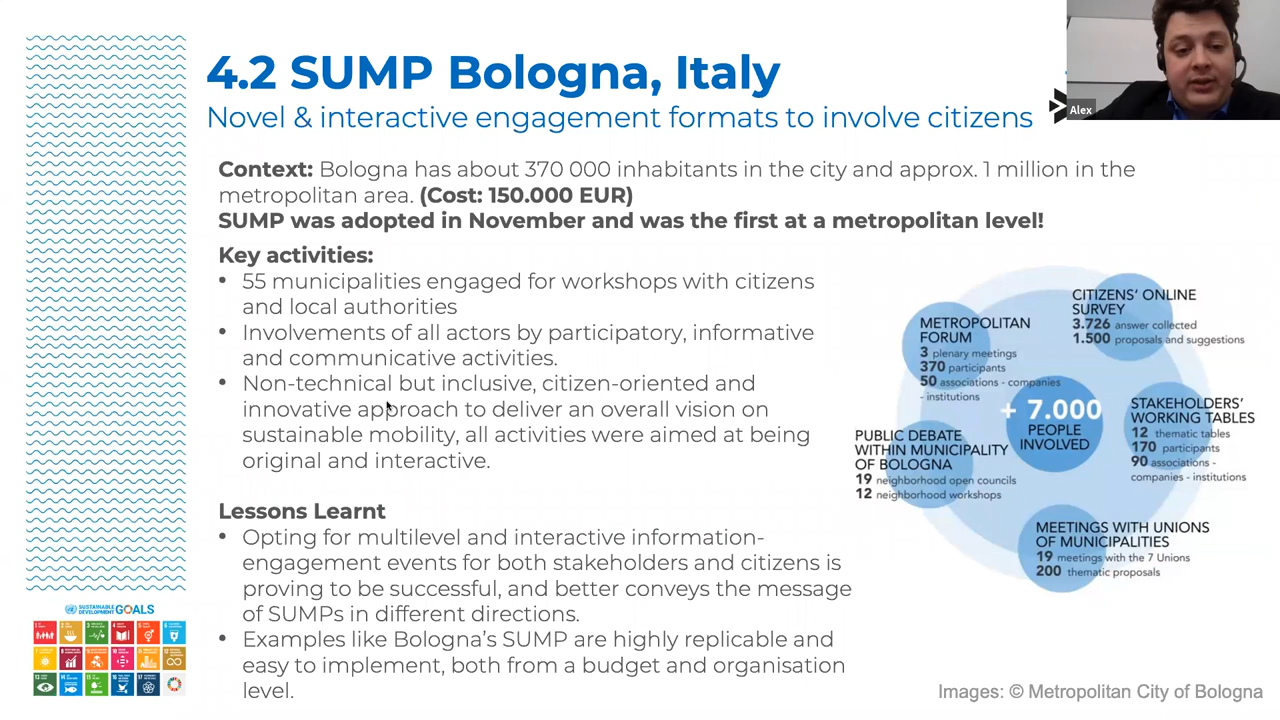 4.2 SUMP Bologna, Italy
Novel & interactive engagement formats to involve citizens
Alex
Context: Bologna has about 370 000 inhabitants in the city and approx. 1 million in the
metropolitan area. (Cost: 150.000 EUR)
SUMP was adopted in November and was the first at a metropolitan level!
Key activities:
• 55 municipalities engaged for workshops with citizens
and local authorities
• Involvements of all actors by participatory, informative
and communicative activities.
• Non-technical but inclusive, citizen-oriented and
innovative approach to deliver an overall vision on
sustainable mobility, all activities were aimed at being
original and interactive.
Lessons Learnt
• Opting for multilevel and interactive information-
engagement events for both stakeholders and citizens is
proving to be successful, and better conveys the message
of SUMPs in different directions.
• Examples like Bologna's SUMP are highly replicable and
easy to implement, both from a budget and organisation
level.
METROPOLITAN
FORUM
3 plenary meetings
370 participants
50 associations - companies
- institutions
CITIZENS' ONLINE
SURVEY
3.726 answer collected
1.500 proposals and suggestions
+ 7.000
PEOPLE
INVOLVED
STAKEHOLDERS'
WORKING TABLES
12 thematic tables
170 participants
90 associations -
companies - institutions
PUBLIC DEBATE
WITHIN MUNICIPALITY
OF BOLOGNA
19 neighborhood open councils
12 neighborhood workshops
MEETINGS WITH UNIONS
OF MUNICIPALITIES
19 meetings with the 7 Unions
200 thematic proposals
SUSTAINABLE
DEVELOPMENT GOALS
Images: © Metropolitan City of Bologna